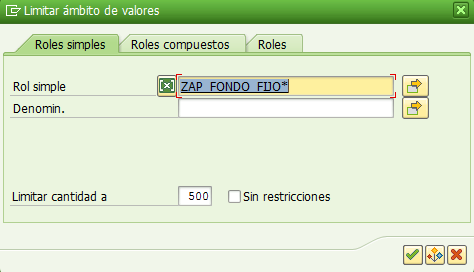 Limitar ámbito de valores
Roles simples
Roles compuestos
Roles
Rol simple
ZAP_FONDO_FIJO*
Denomin.
Limitar cantidad a
500
Sin restricciones